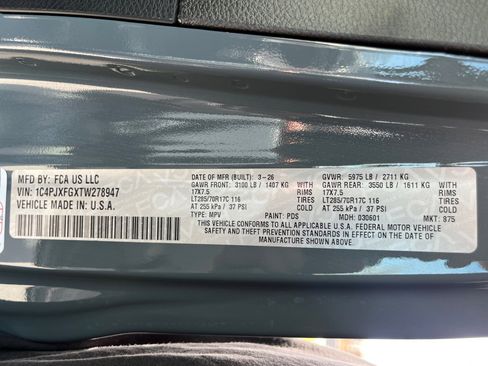 MFD BY: FCA US LLC
VIN: 1C4PJXFGXTW278947
VEHICLE MADE IN U.S.A.
DATE OF MFR (BUILT) : 3-26 GVWR: 5975 LB / 2711 KG
GAWR FRONT: 3100 LB / 1407 KG GAWR REAR: 3550 LB / 1611 KG
17X7.5 RIMS 17X7.5 RIMS
LT285/70R17C 116 TIRES LT285/70R17C 116 TIRES
AT 255 kPa / 37 PSI COLD AT 255 kPa / 37 PSI COLD
TYPE: MPV PAINT: PDS MDH: 030601 MKT: 875
THIS VEHICLE CONFORMS TO ALL APPLICABLE U.S.A. FEDERAL MOTOR VEHICLE
SAFETY AND THEFT PREVENTION STANDARDS IN EFFECT ON THE DATE OF
MANUFACTURE SHOWN ABOVE.